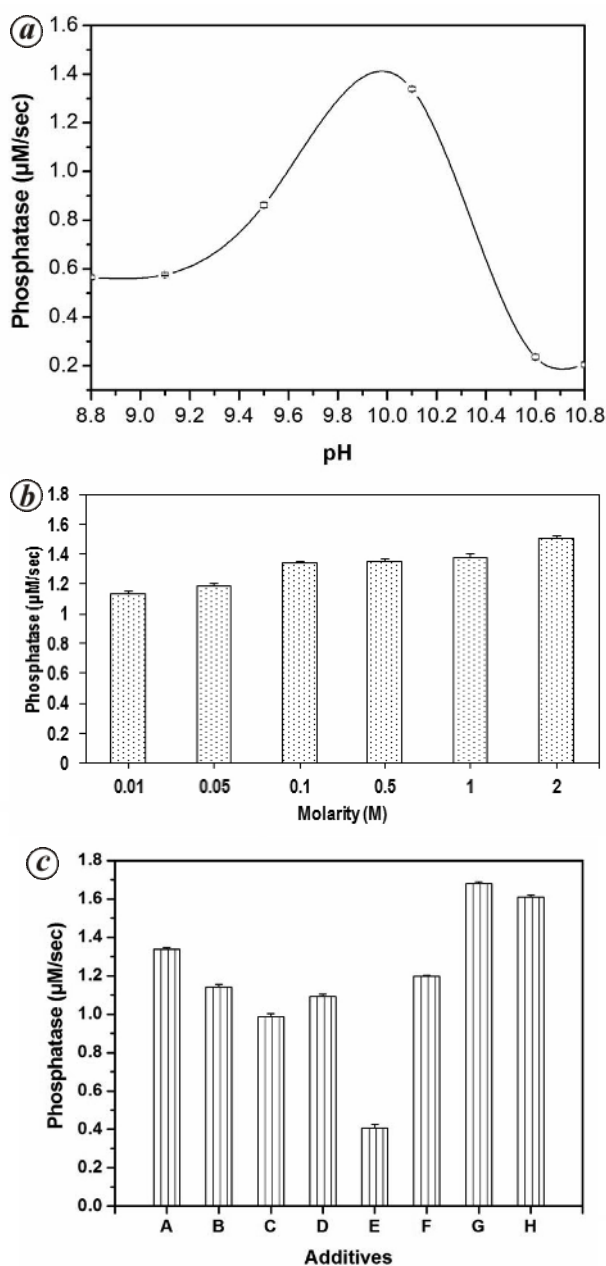 a
Phosphatase (µM/sec)
1.6
1.4
1.2
1.0
0.8
0.6
0.4
0.2
8.8 9.1 9.2 9.4 9.6 9.8 10.0 10.2 10.4 10.6 10.8
pH
b
Phosphatase (µM/sec)
1.8
1.6
1.4
1.2
1
0.8
0.6
0.4
0.2
0
0.01 0.05 0.1 0.5 1 2
Molarity (M)
c
Phosphatase (µM/sec)
1.8
1.6
1.4
1.2
1.0
0.8
0.6
0.4
0.2
0.0
A B C D E F G H
Additives